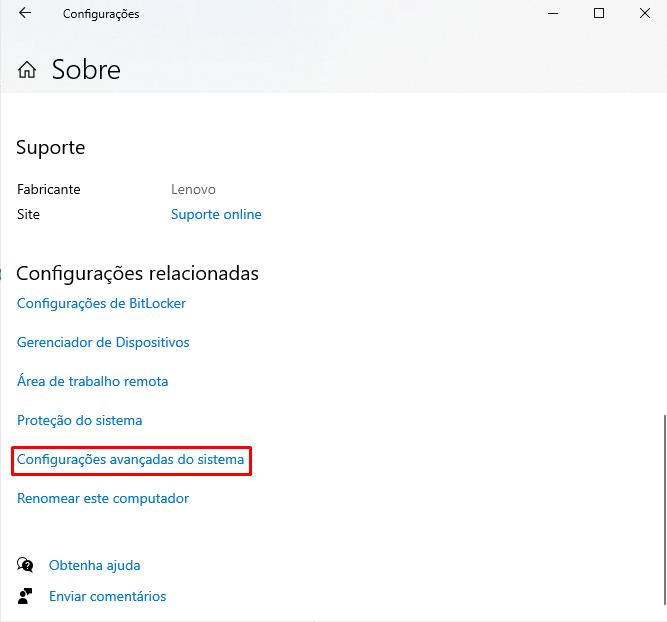 Configurações
Sobre
Suporte
Fabricante Lenovo
Site Suporte online
Configurações relacionadas
Configurações de BitLocker
Gerenciador de Dispositivos
Área de trabalho remota
Proteção do sistema
Configurações avançadas do sistema
Renomear este computador
Obtenha ajuda
Enviar comentários